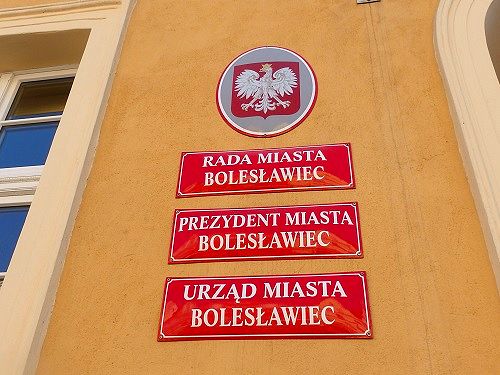 RADA MIASTA
BOLESŁAWIEC
PREZYDENT MIASTA
BOLESŁAWIEC
URZĄD MIASTA
BOLESŁAWIEC